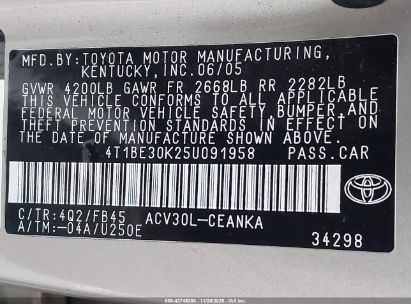 MFD.BY:TOYOTA MOTOR MANUFACTURING,
KENTUCKY,INC.06/05
GVWR 4200LB GAWR FR 2668LB RR 2282LB
THIS VEHICLE CONFORMS TO ALL APPLICABLE
FEDERAL MOTOR VEHICLE SAFETY, BUMPER, AND
THEFT PREVENTION STANDARDS IN EFFECT ON
THE DATE OF MANUFACTURE SHOWN ABOVE.
4T1BE30K25U091958 PASS.CAR
C/TR:4Q2/FB45 ACV30L-CEANKA
A/TM:-04A/U250E
TOYOTA
34298